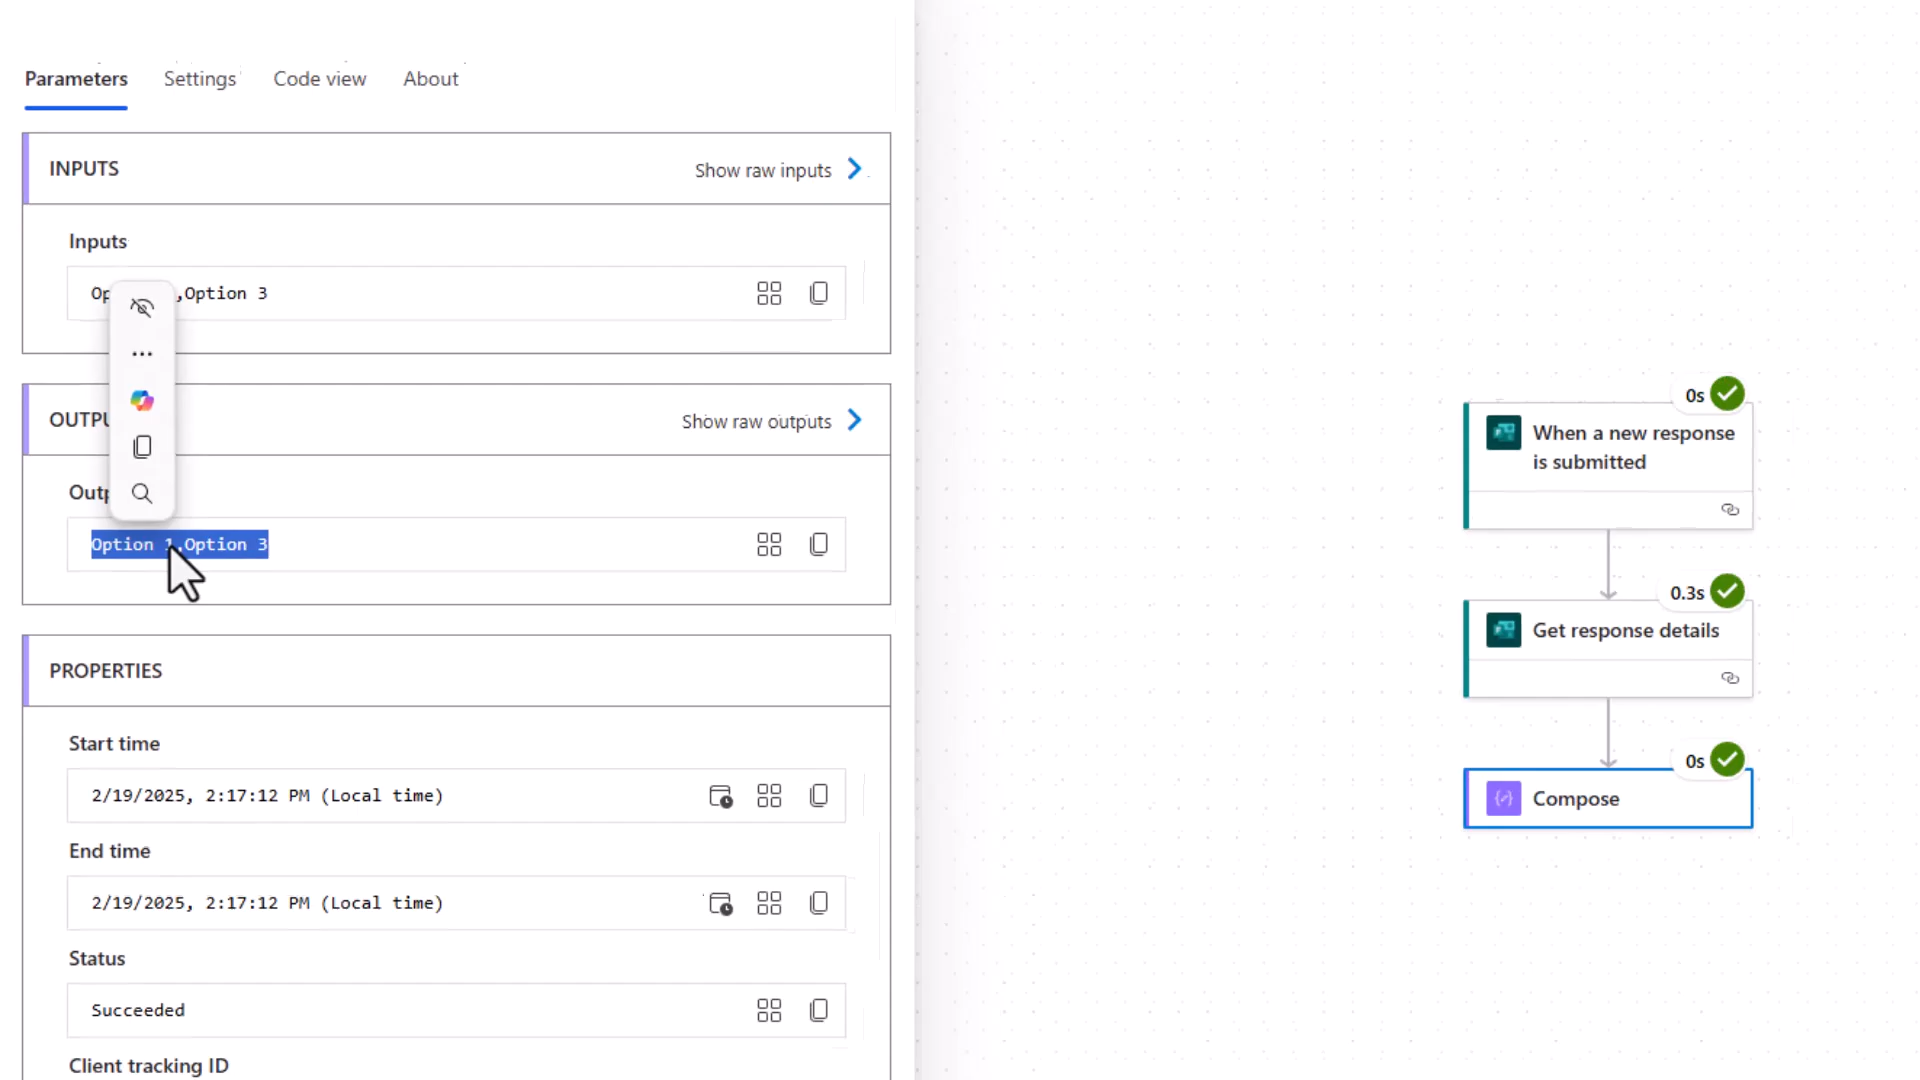 Parameters Settings Code view About
INPUTS Show raw inputs
Inputs
Op ,Option 3
OUTPU Show raw outputs
Outp
Option 1,Option 3
PROPERTIES
Start time
2/19/2025, 2:17:12 PM (Local time)
End time
2/19/2025, 2:17:12 PM (Local time)
Status
Succeeded
Client tracking ID
0s
When a new response
is submitted
0.3s
Get response details
0s
Compose